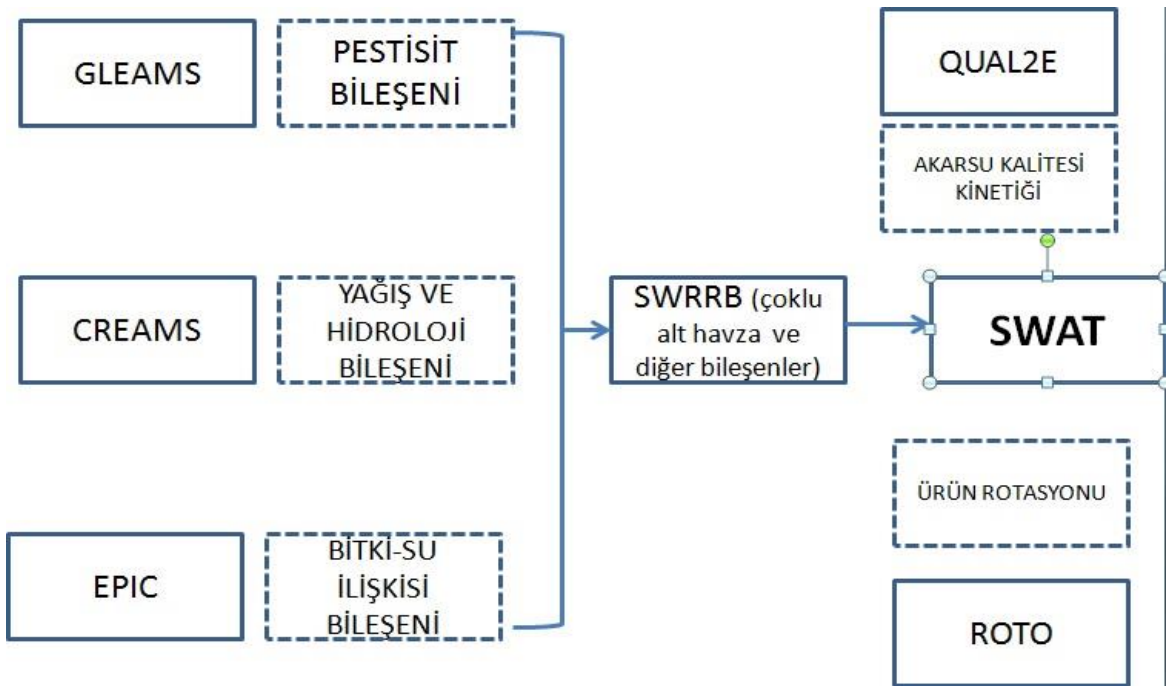 GLEAMS
PESTİSİT
BİLEŞENİ
QUAL2E
AKARSU KALİTESİ
KİNETİĞİ
CREAMS
YAĞIŞ VE
HİDROLOJİ
BİLEŞENİ
SWRRB (çoklu
alt havza ve
diğer bileşenler)
SWAT
ÜRÜN ROTASYONU
EPIC
BİTKİ-SU
İLİŞKİSİ
BİLEŞENİ
ROTO